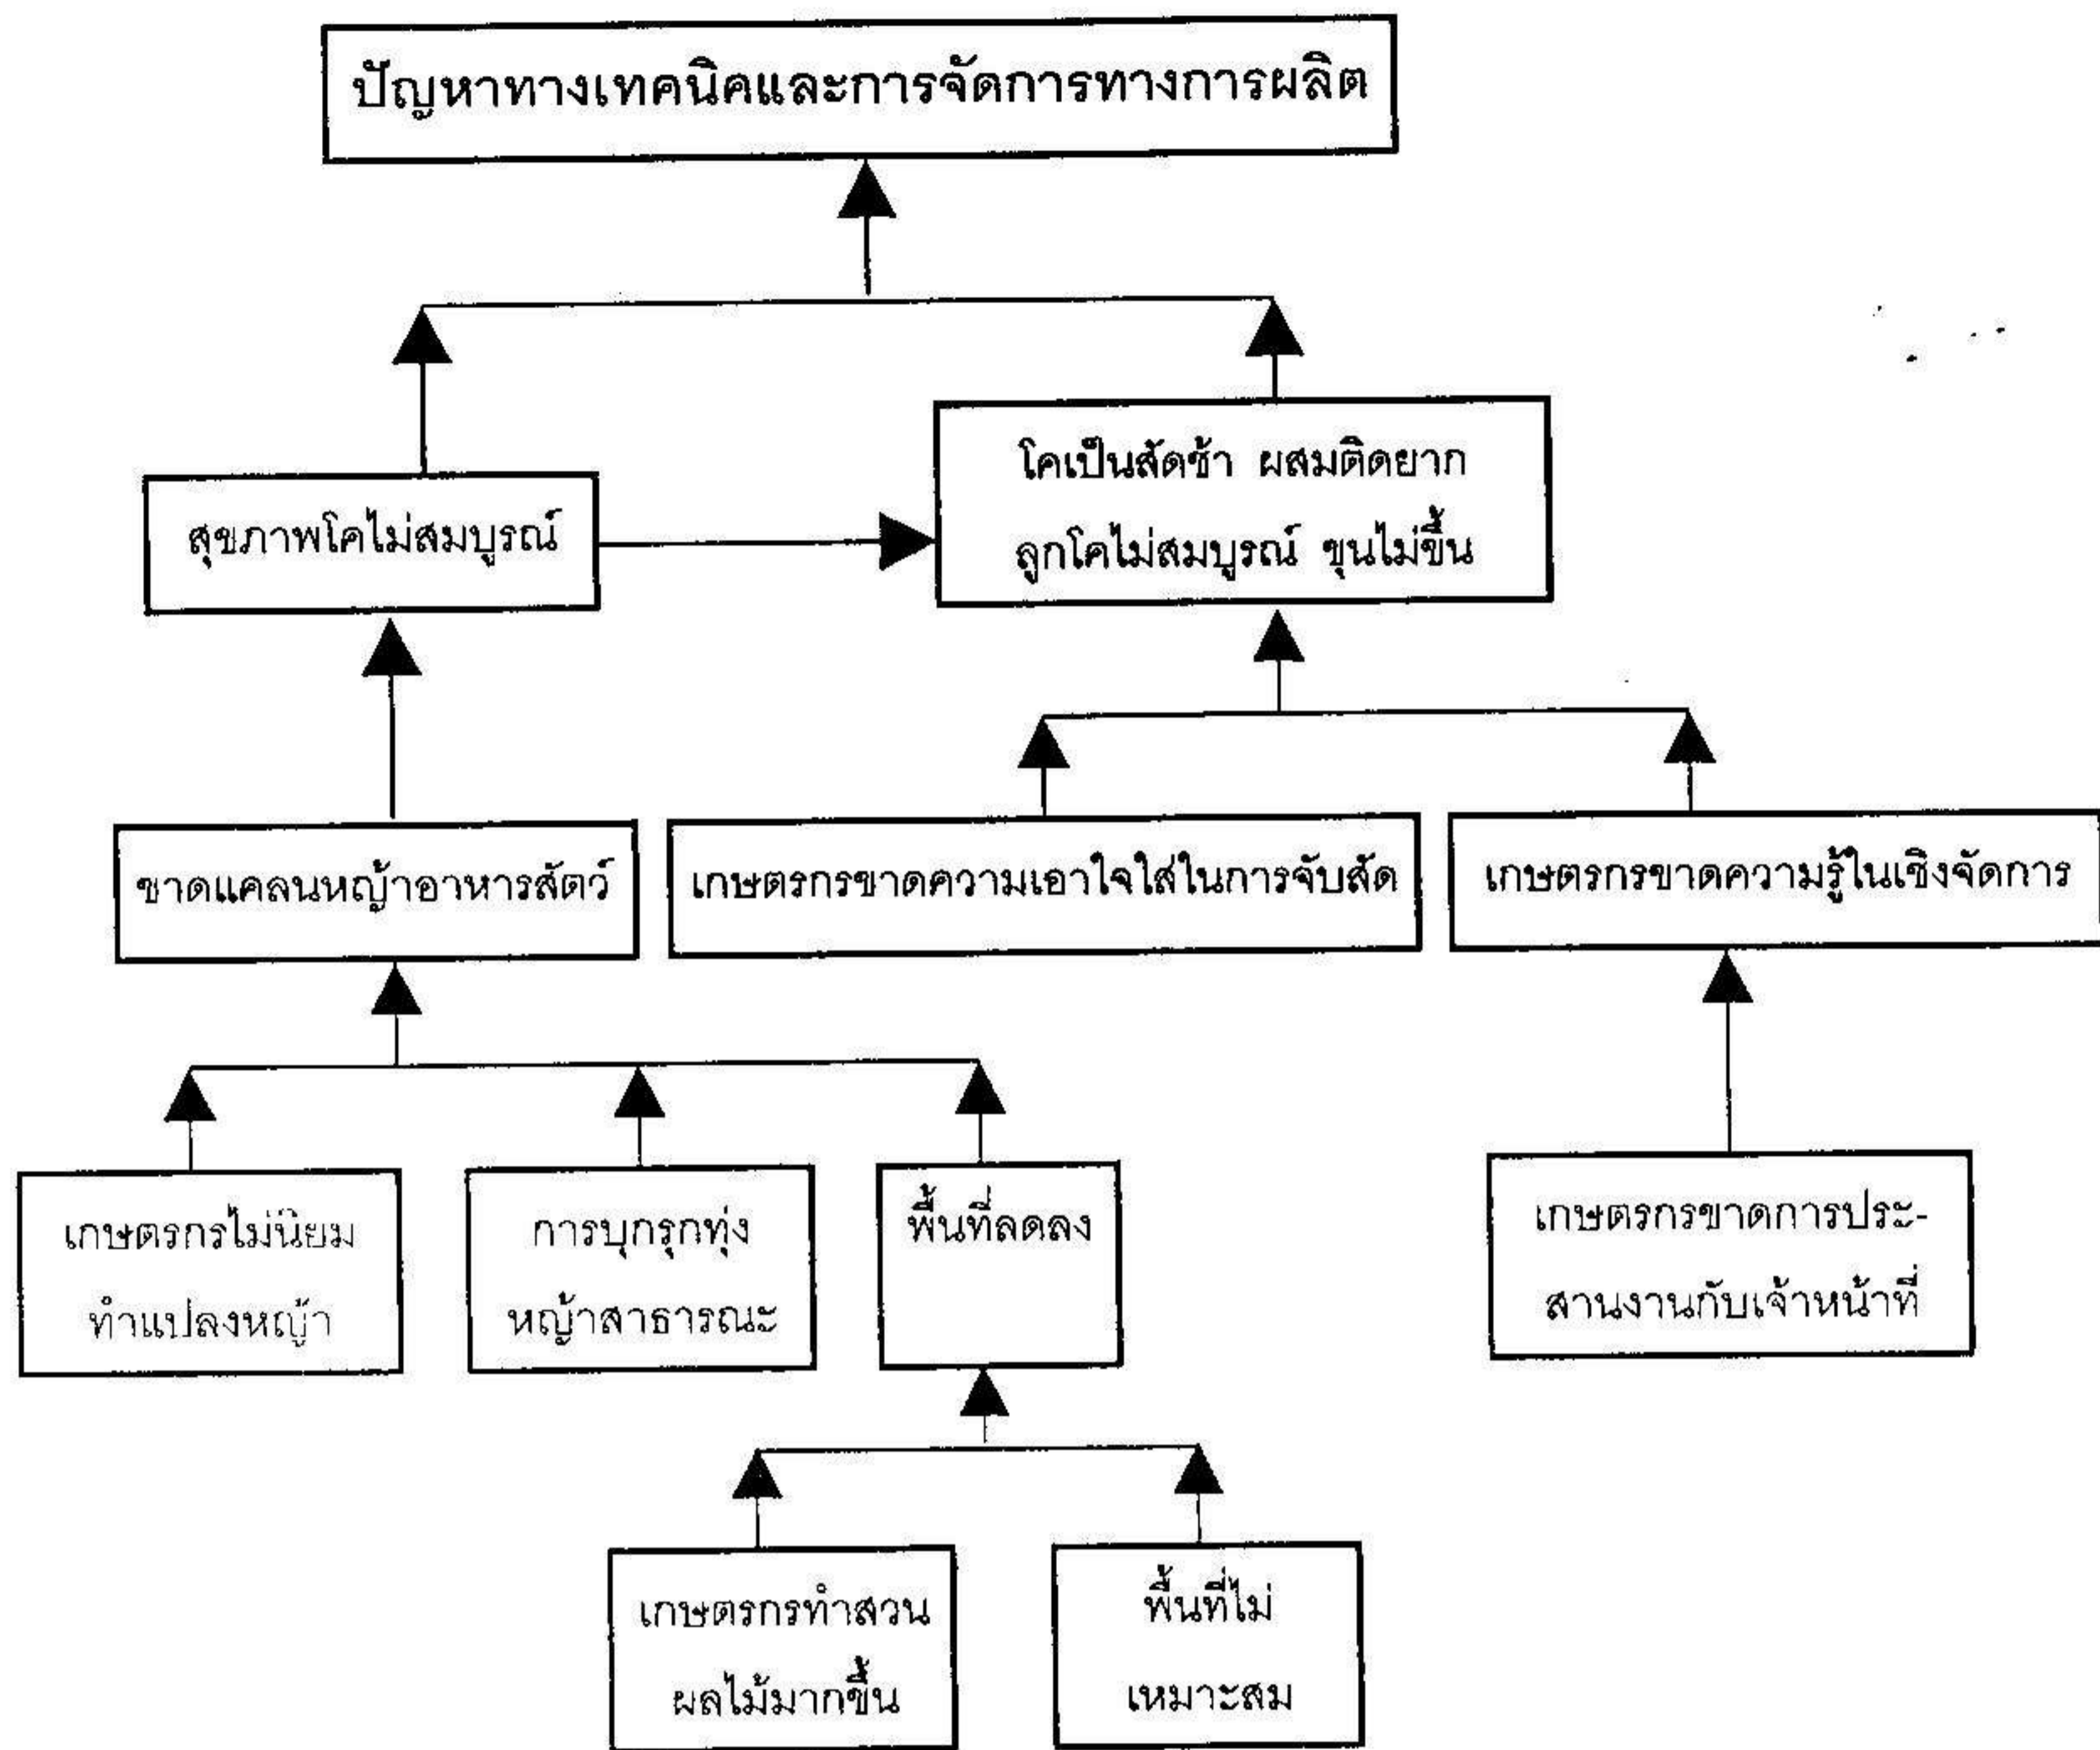 ปัญหาทางเทคนิคและการจัดการทางการผลิต
สุขภาพโคไม่สมบูรณ์
โคเป็นสัดช้า ผสมติดยาก
ลูกโคไม่สมบูรณ์ ขุนไม่ขึ้น
ขาดแคลนหญ้าอาหารสัตว์
เกษตรกรขาดความเอาใจใส่ในการจับสัด
เกษตรกรขาดความรู้ในเชิงจัดการ
เกษตรกรไม่นิยม
ทำแปลงหญ้า
การบุกรุกทุ่ง
หญ้าสาธารณะ
พื้นที่ลดลง
เกษตรกรขาดการประ-
สานงานกับเจ้าหน้าที่
เกษตรกรทำสวน
ผลไม้มากขึ้น
พื้นที่ไม่
เหมาะสม